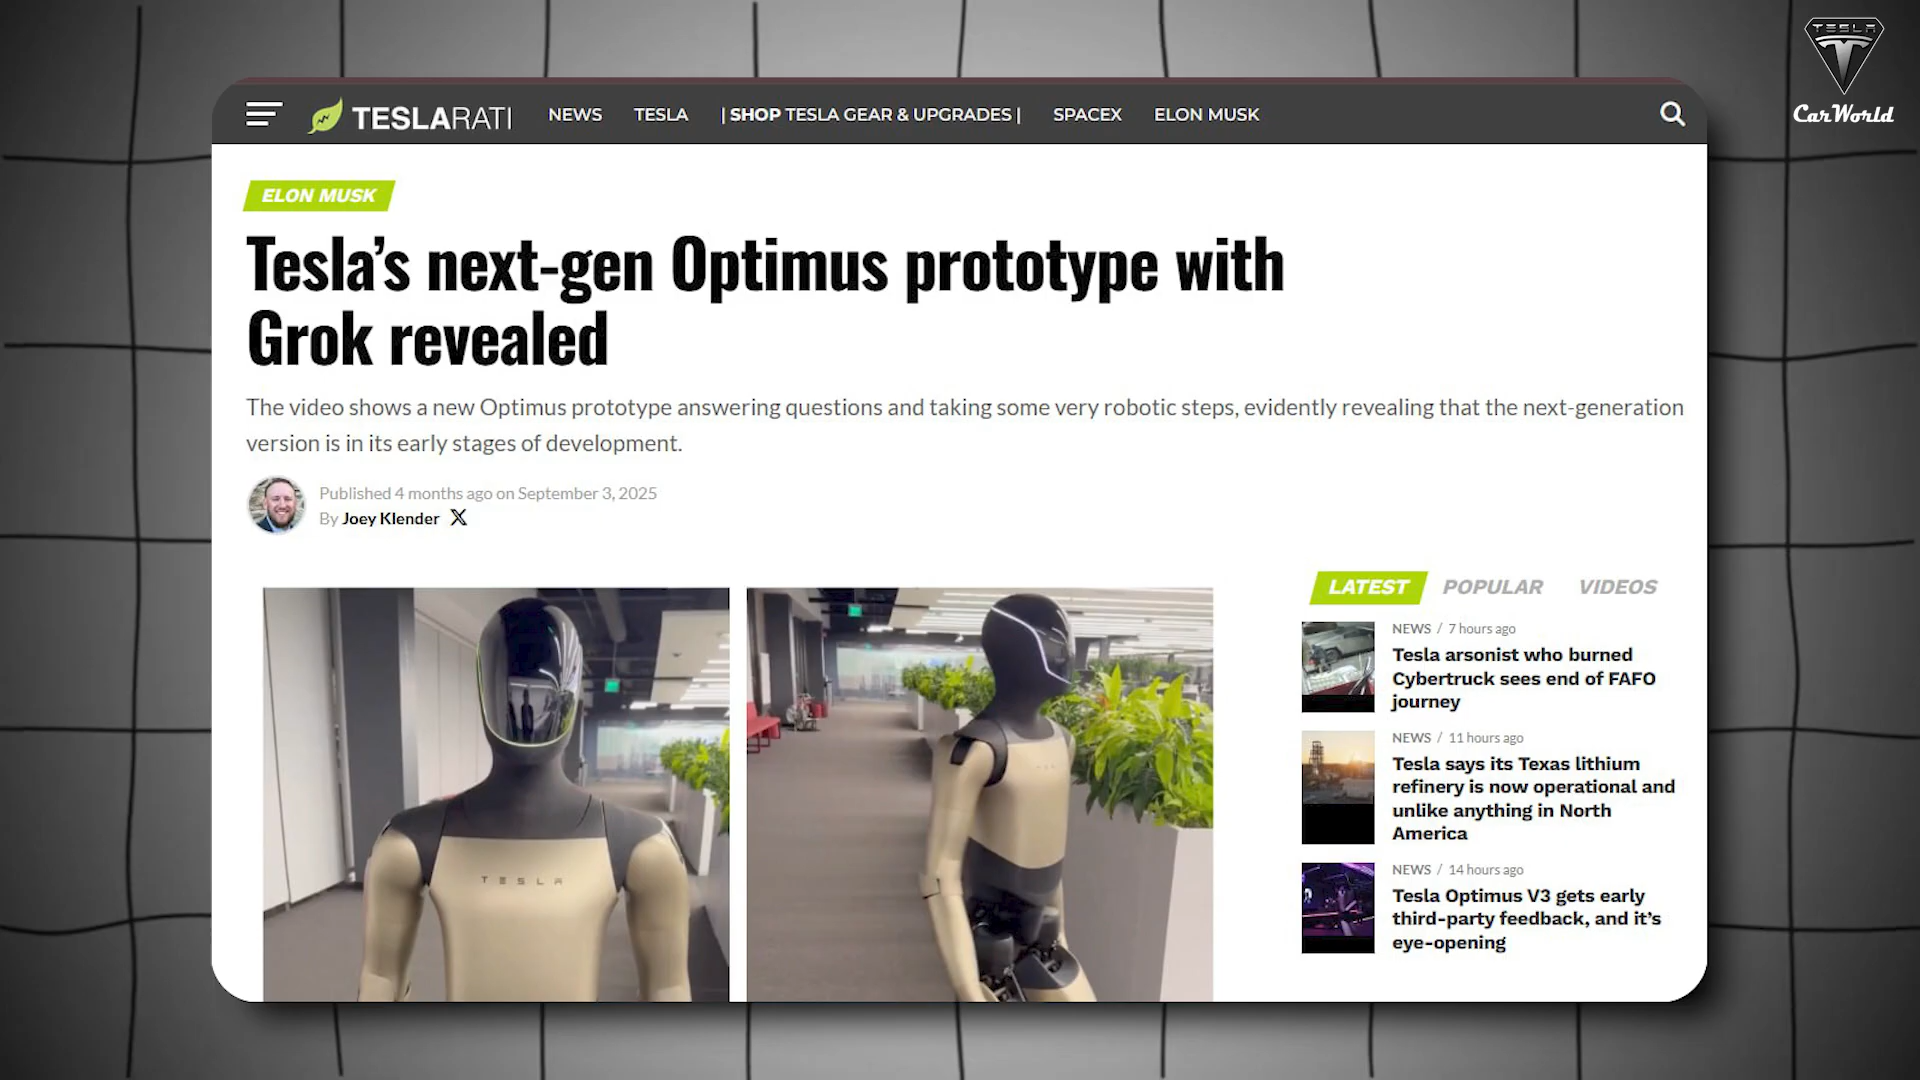 TESLA
CarWorld
TESLARATI
NEWS
TESLA
| SHOP TESLA GEAR & UPGRADES |
SPACEX
ELON MUSK
ELON MUSK
Tesla’s next-gen Optimus prototype with
Grok revealed
The video shows a new Optimus prototype answering questions and taking some very robotic steps, evidently revealing that the next-generation
version is in its early stages of development.
Published 4 months ago on September 3, 2025
By Joey Klender
TESLA
LATEST
POPULAR
VIDEOS
NEWS / 7 hours ago
Tesla arsonist who burned
Cybertruck sees end of FAFO
journey
NEWS / 11 hours ago
Tesla says its Texas lithium
refinery is now operational and
unlike anything in North
America
NEWS / 14 hours ago
Tesla Optimus V3 gets early
third-party feedback, and it’s
eye-opening